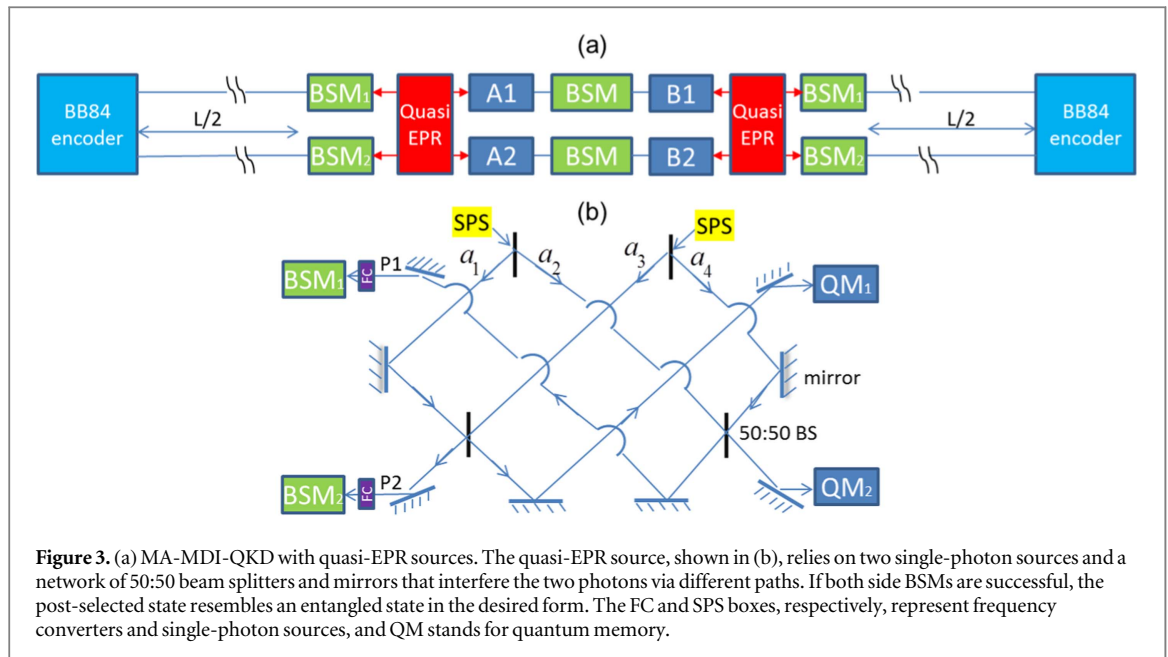 (a)
BB84 encoder
L/2
BSM₁
BSM₂
Quasi EPR
A1
A2
BSM
BSM
B1
B2
Quasi EPR
BSM₁
BSM₂
L/2
BB84 encoder
(b)
SPS
SPS
a₁
a₂
a₃
a₄
BSM₁
FC
P1
QM₁
mirror
50:50 BS
BSM₂
FC
P2
QM₂
Figure 3. (a) MA-MDI-QKD with quasi-EPR sources. The quasi-EPR source, shown in (b), relies on two single-photon sources and a
network of 50:50 beam splitters and mirrors that interfere the two photons via different paths. If both side BSMs are successful, the
post-selected state resembles an entangled state in the desired form. The FC and SPS boxes, respectively, represent frequency
converters and single-photon sources, and QM stands for quantum memory.